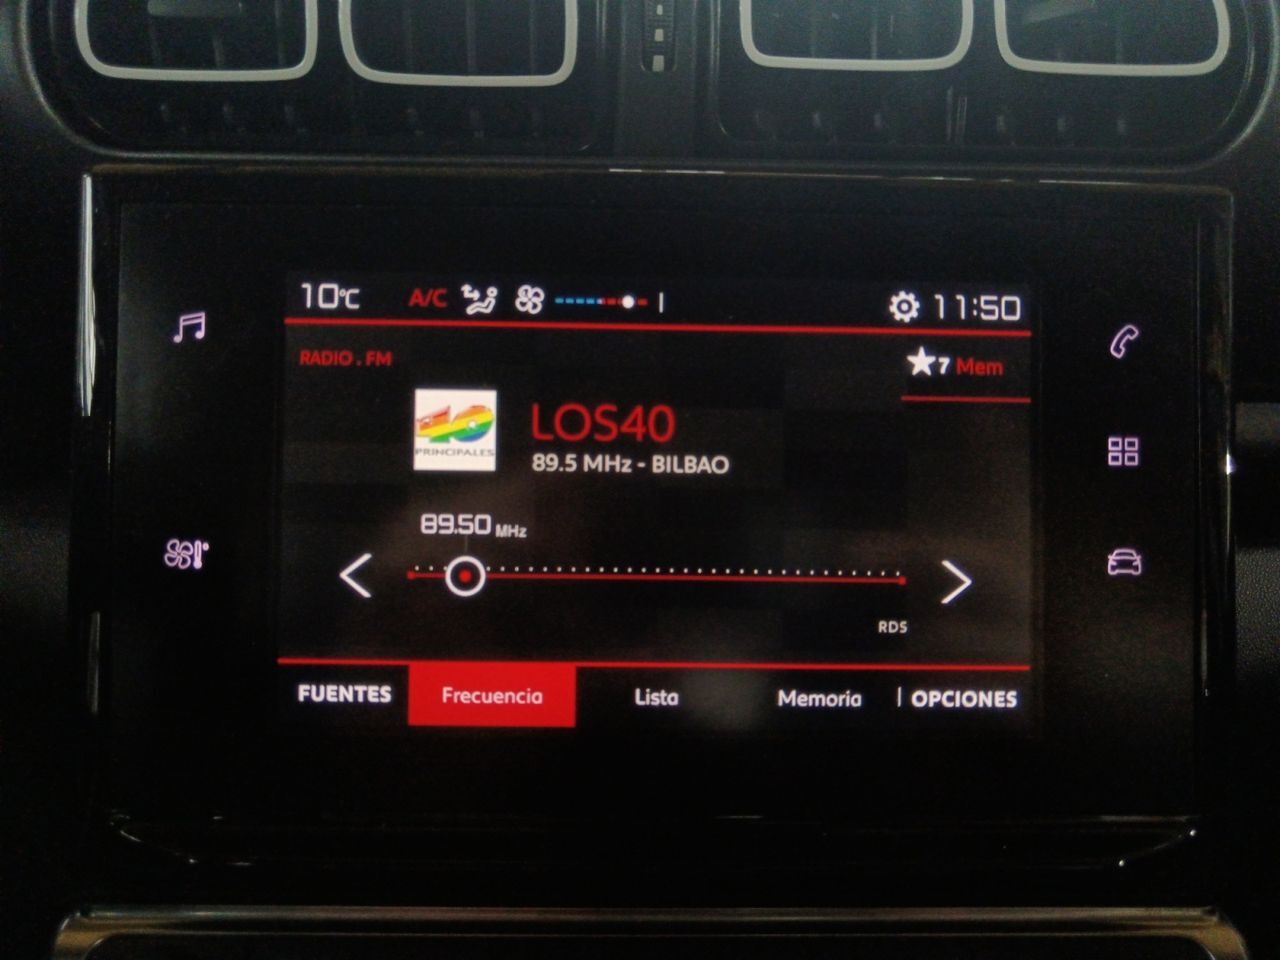 10°C A/C 11:50
RADIO . FM
7 Mem
40
PRINCIPALES
LOS40
89.5 MHz - BILBAO
89.50 MHz
RDS
FUENTES Frecuencia Lista Memoria OPCIONES